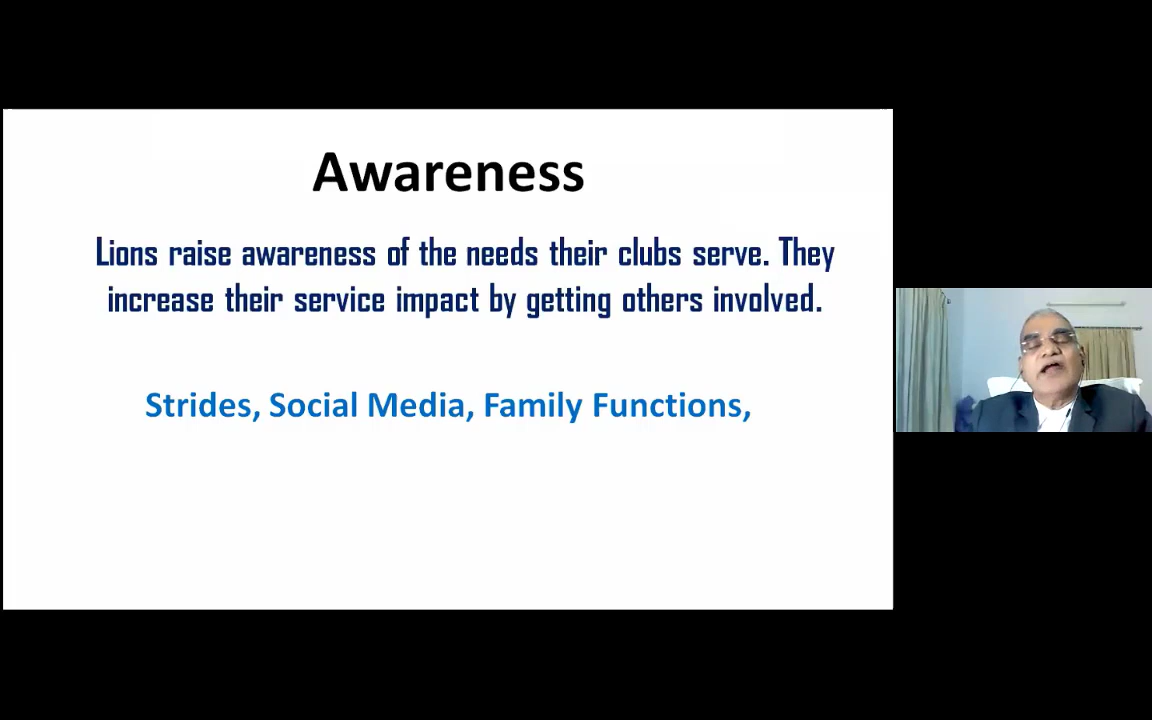 Awareness
Lions raise awareness of the needs their clubs serve. They
increase their service impact by getting others involved.
Strides, Social Media, Family Functions,